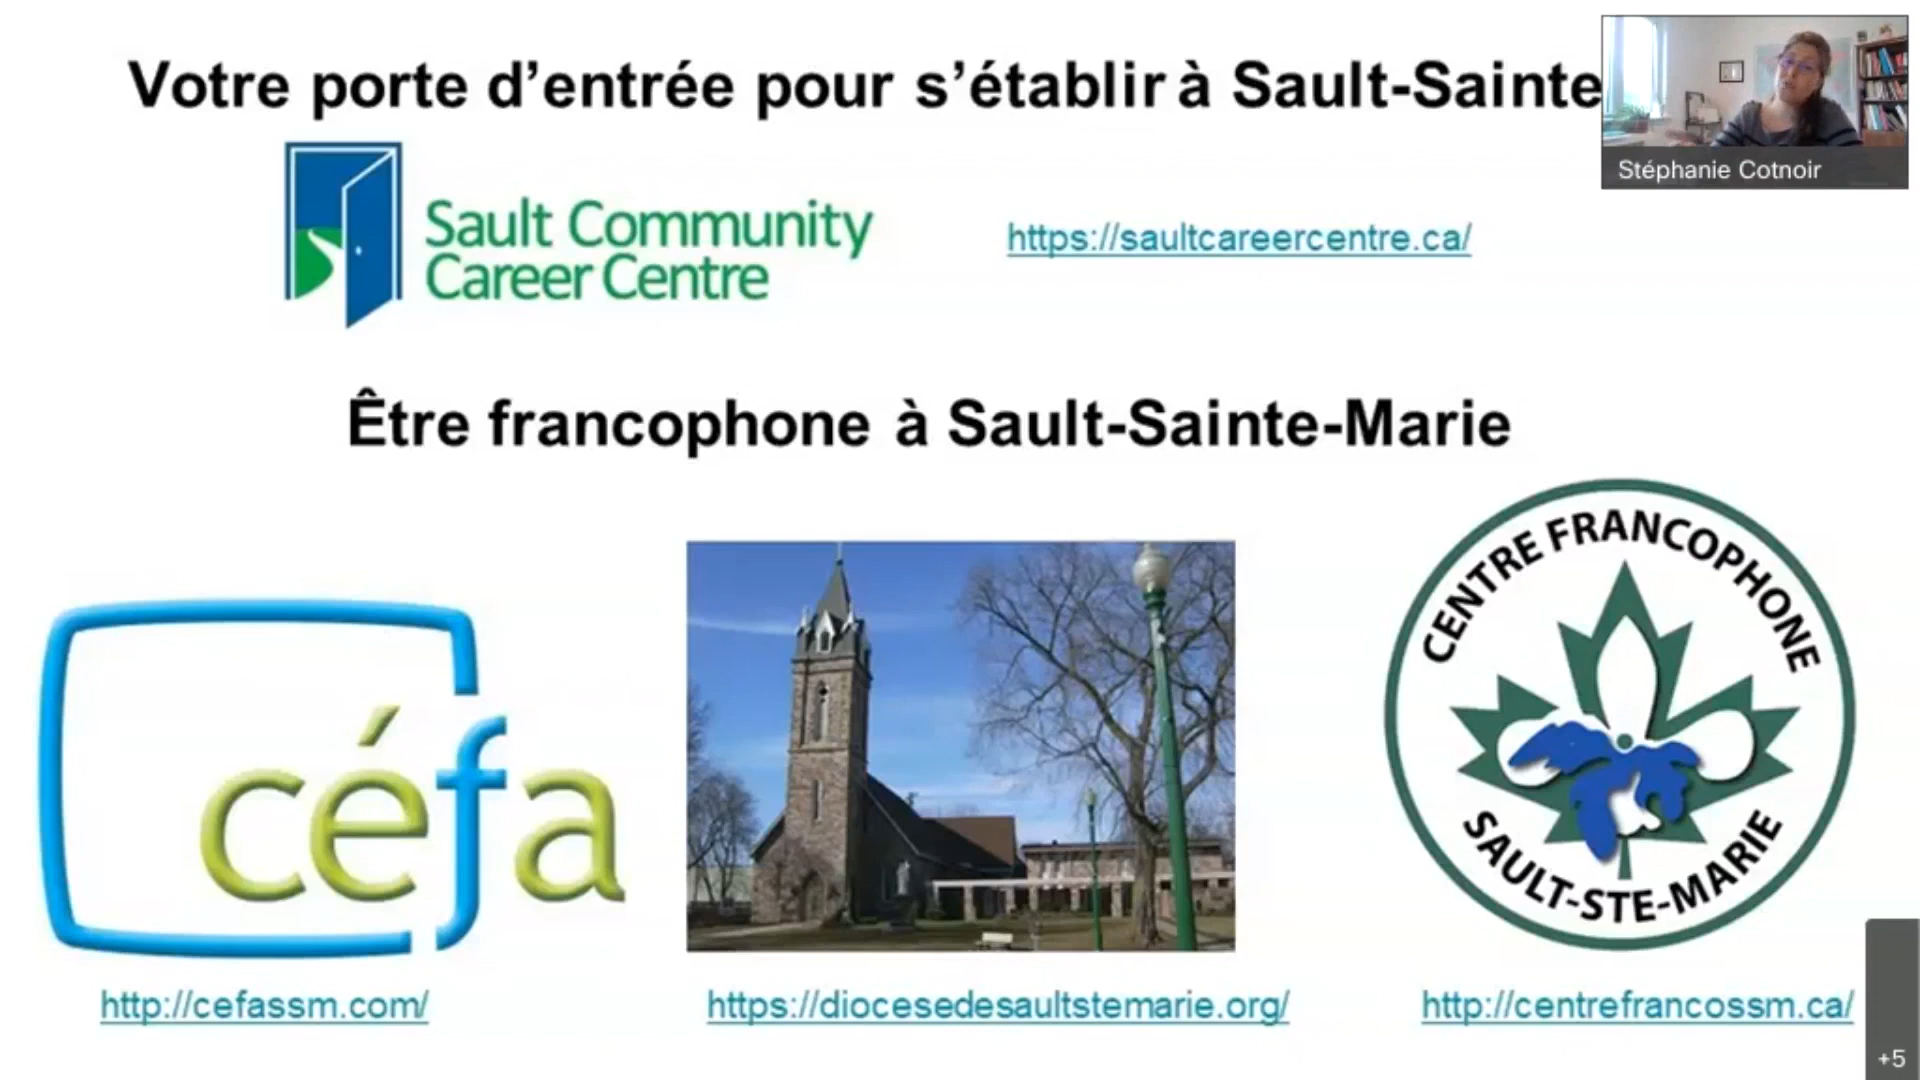 Votre porte d’entrée pour s’établir à Sault-Sainte
Stéphanie Cotnoir
Sault Community
Career Centre
https://saultcareercentre.ca/
Être francophone à Sault-Sainte-Marie
céfa
CENTRE FRANCOPHONE
SAULT-STE-MARIE
http://cefassm.com/
https://diocesedesaultstemarie.org/
http://centrefrancossm.ca/
+5